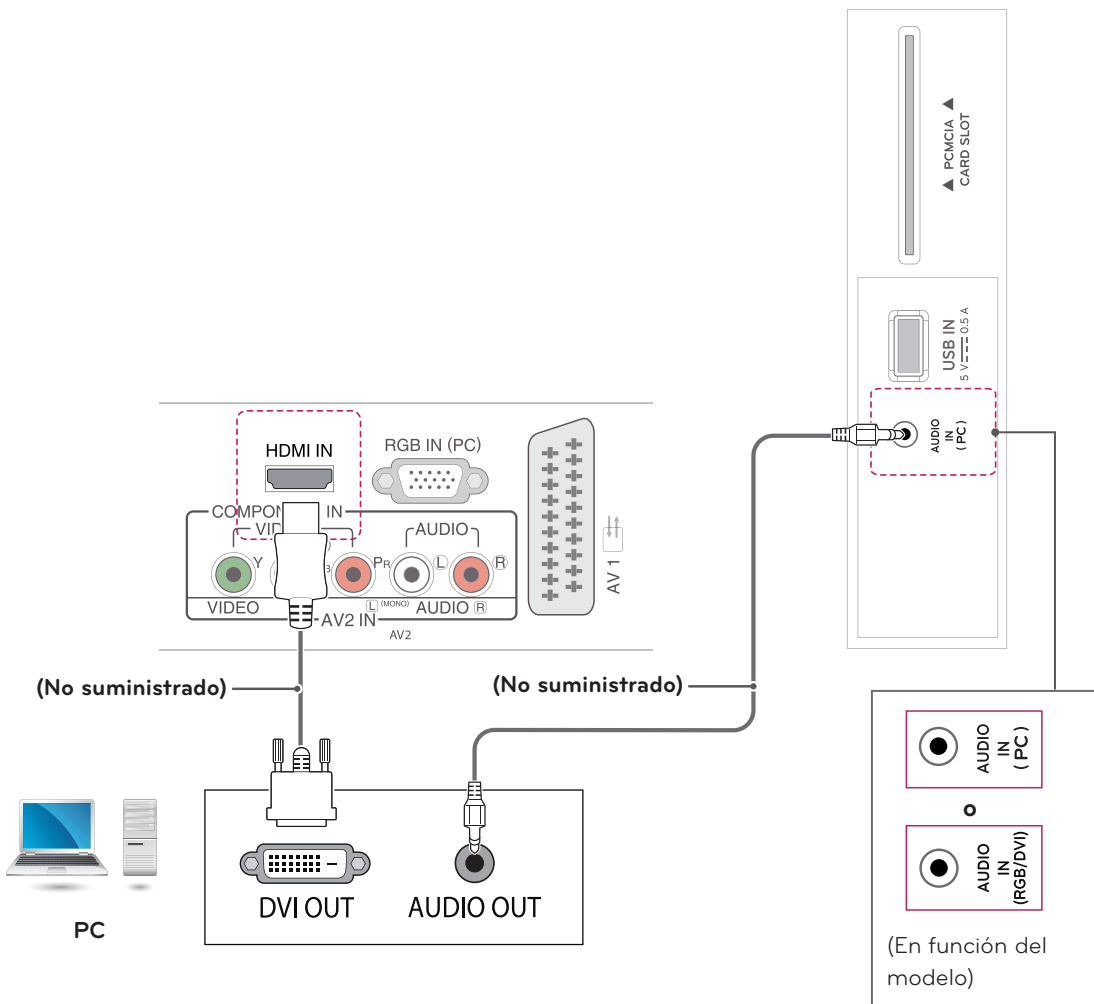 ▲ PCMCIA ▲
CARD SLOT
USB IN
5 V 0.5 A
AUDIO
IN
(PC)
HDMI IN
RGB IN (PC)
IN
AUDIO
Y
PR
L
R
VIDEO
L (MONO) AUDIO R
AV2 IN
AV2
AV 1
(No suministrado)
(No suministrado)
PC
DVI OUT
AUDIO OUT
AUDIO
IN
(PC)
o
AUDIO
IN
(RGB/DVI)
(En función del
modelo)